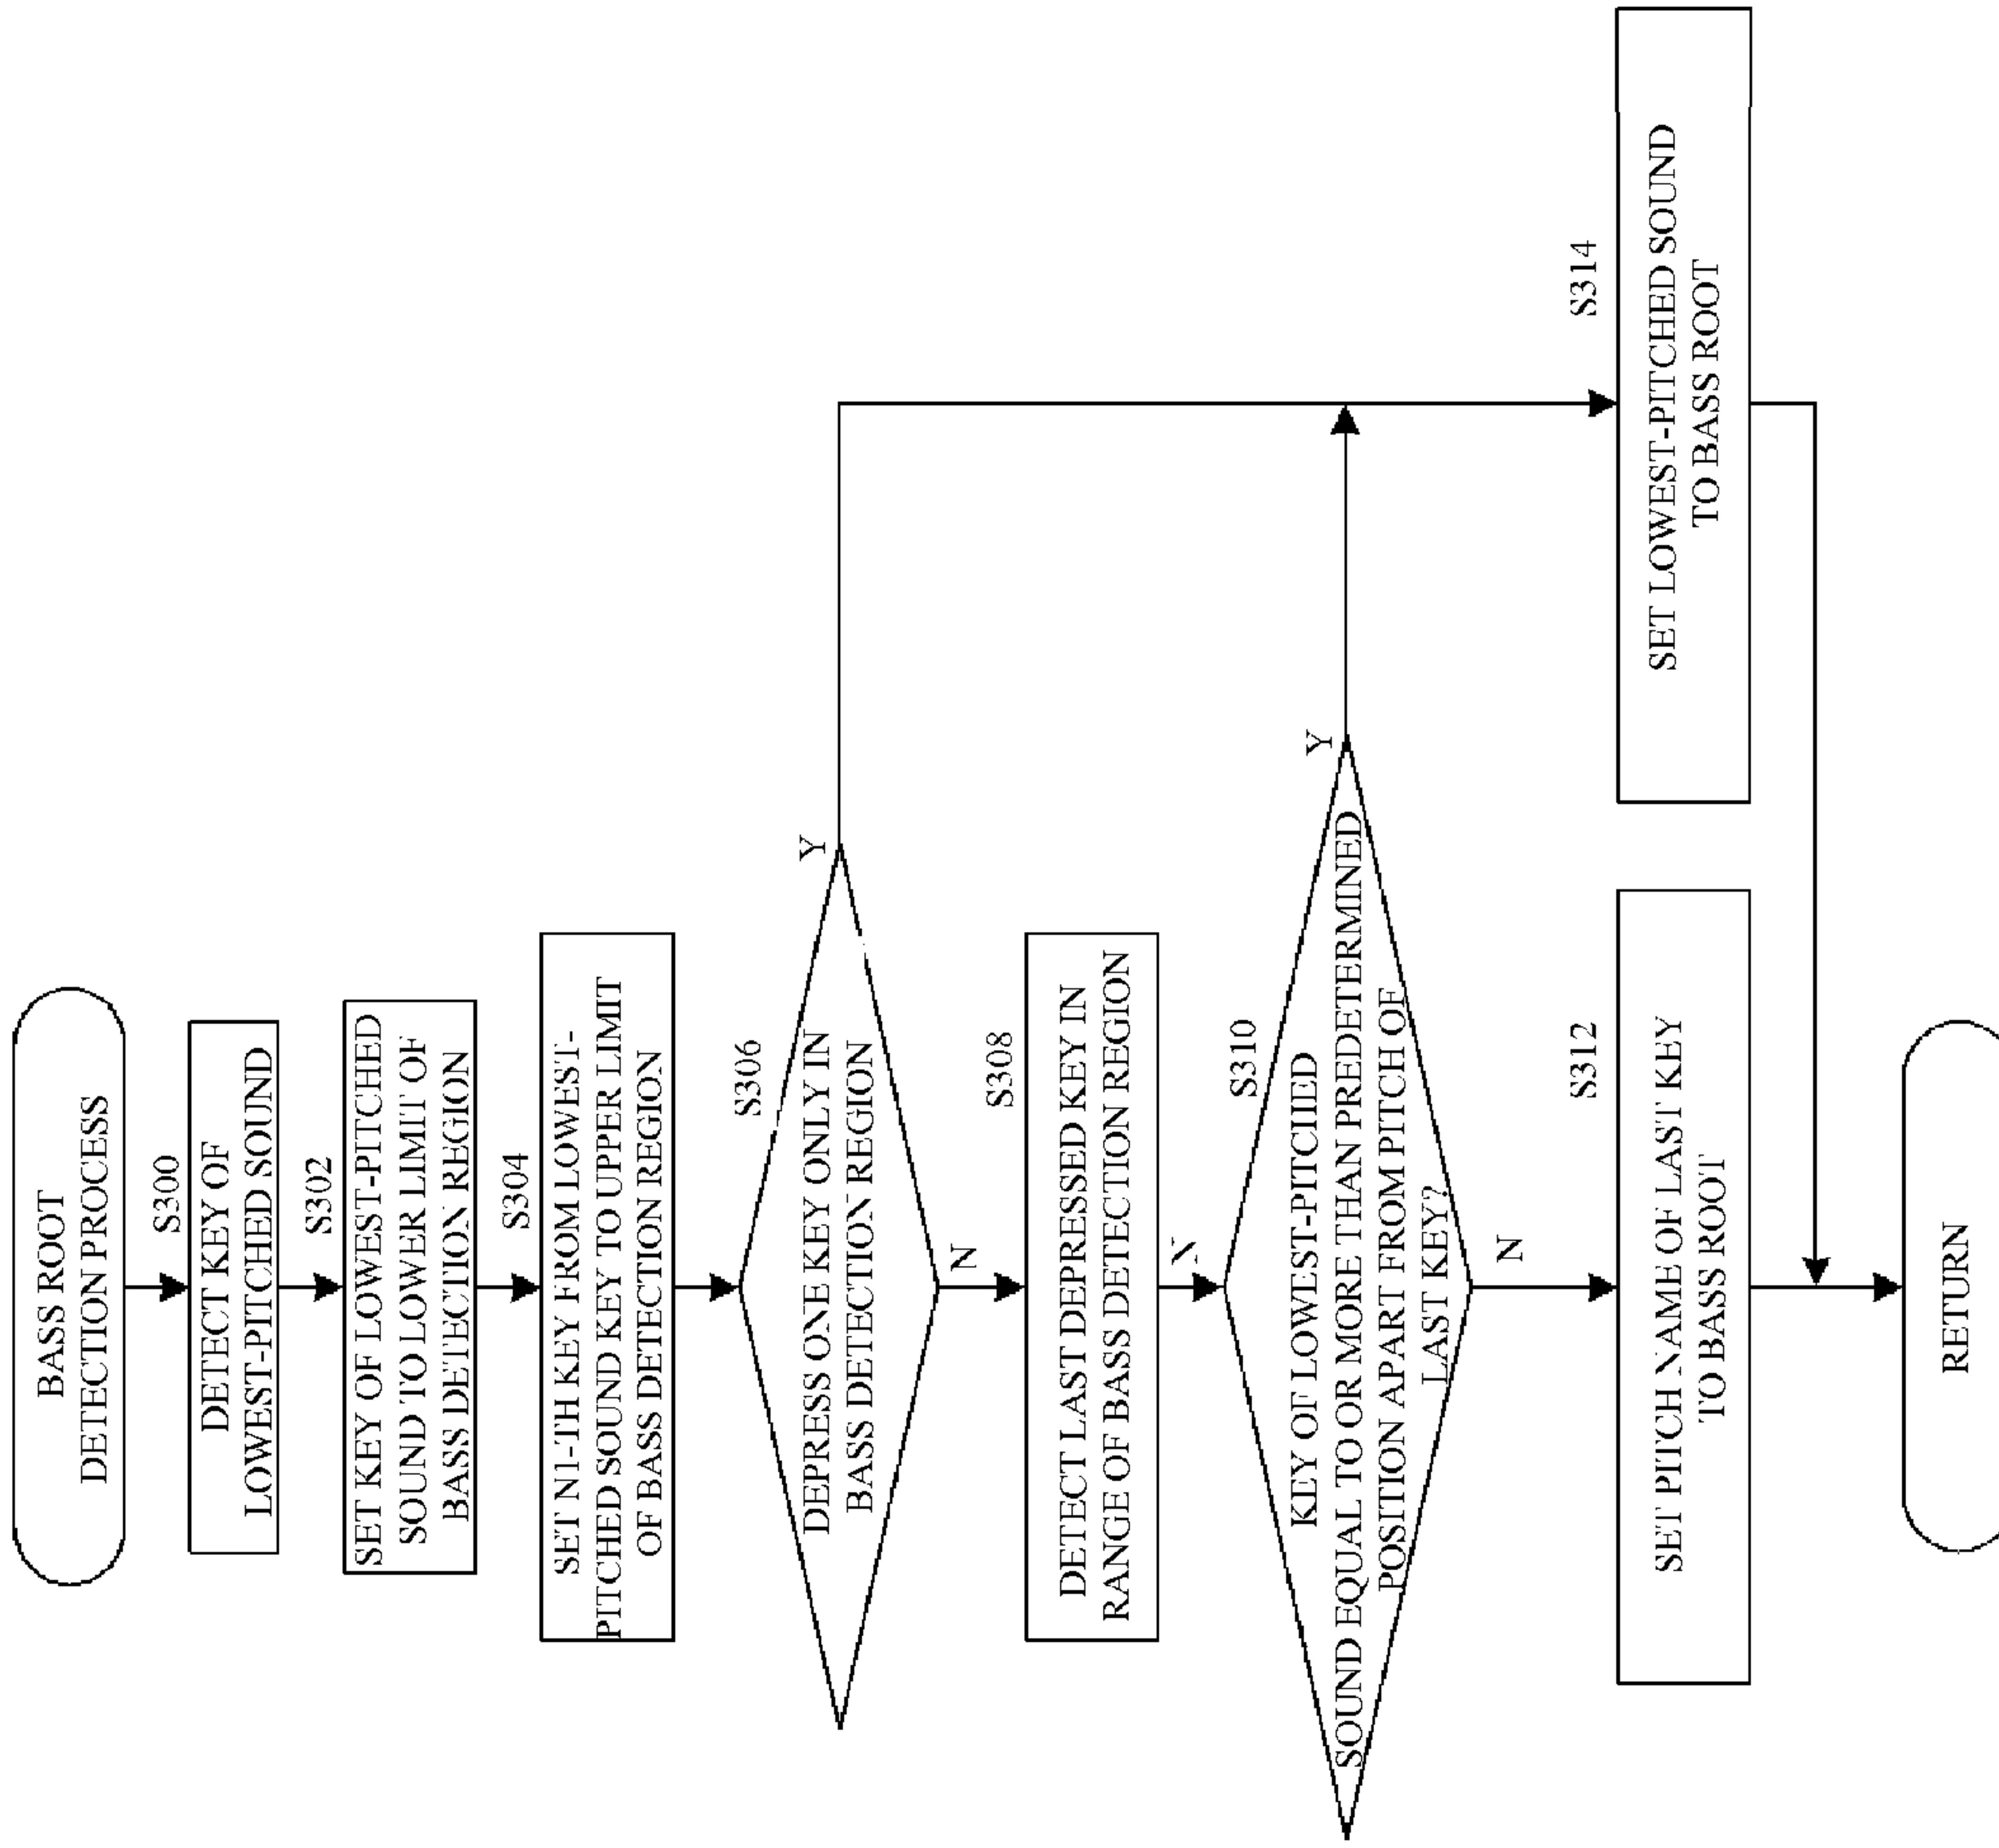 BASS ROOT
DETECTION PROCESS
S300
DETECT KEY OF
LOWEST-PITCHED SOUND
S302
SET KEY OF LOWEST-PITCHED
SOUND TO LOWER LIMIT OF
BASS DETECTION REGION
S304
SET N1-TH KEY FROM LOWEST-
PITCHED SOUND KEY TO UPPER LIMIT
OF BASS DETECTION REGION
S306
DEPRESS ONE KEY ONLY IN
BASS DETECTION REGION
Y
N
S308
DETECT LAST DEPRESSED KEY IN
RANGE OF BASS DETECTION REGION
N
S310
KEY OF LOWEST-PITCHED
SOUND EQUAL TO OR MORE THAN PREDETERMINED
POSITION APART FROM PITCH OF
LAST KEY?
Y
N
S312
SET PITCH NAME OF LAST KEY
TO BASS ROOT
S314
SET LOWEST-PITCHED SOUND
TO BASS ROOT
RETURN